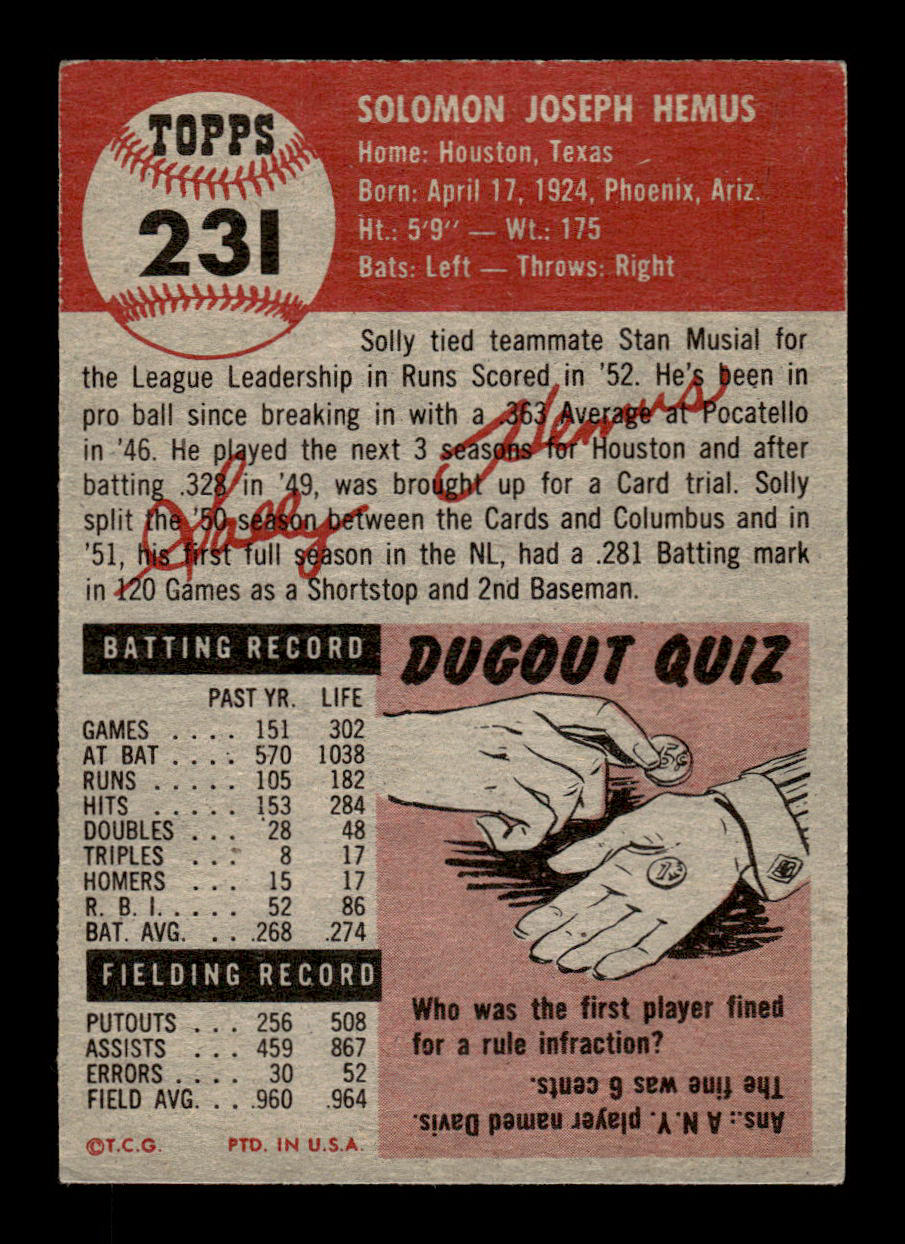 TOPPS
231
SOLOMON JOSEPH HEMUS
Home: Houston, Texas
Born: April 17, 1924, Phoenix, Ariz.
Ht.: 5'9" — Wt.: 175
Bats: Left — Throws: Right
Solly tied teammate Stan Musial for
the League Leadership in Runs Scored in '52. He's been in
pro ball since breaking in with a .363 Average at Pocatello
in '46. He played the next 3 seasons for Houston and after
batting .328 in '49, was brought up for a Card trial. Solly
split the '50 season between the Cards and Columbus and in
'51, his first full season in the NL, had a .281 Batting mark
in 120 Games as a Shortstop and 2nd Baseman.
Solly Hemus
BATTING RECORD
PAST YR. LIFE
GAMES .... 151 302
AT BAT .... 570 1038
RUNS ..... 105 182
HITS ..... 153 284
DOUBLES ... 28 48
TRIPLES ... 8 17
HOMERS ... 15 17
R. B. I. .... 52 86
BAT. AVG. .. .268 .274
FIELDING RECORD
PUTOUTS ... 256 508
ASSISTS ... 459 867
ERRORS .... 30 52
FIELD AVG. .. .960 .964
©T.C.G. PTD. IN U.S.A.
DUGOUT QUIZ
5¢
1¢
Who was the first player fined
for a rule infraction?
Ans.: A N.Y. player named Davis.
The fine was 6 cents.